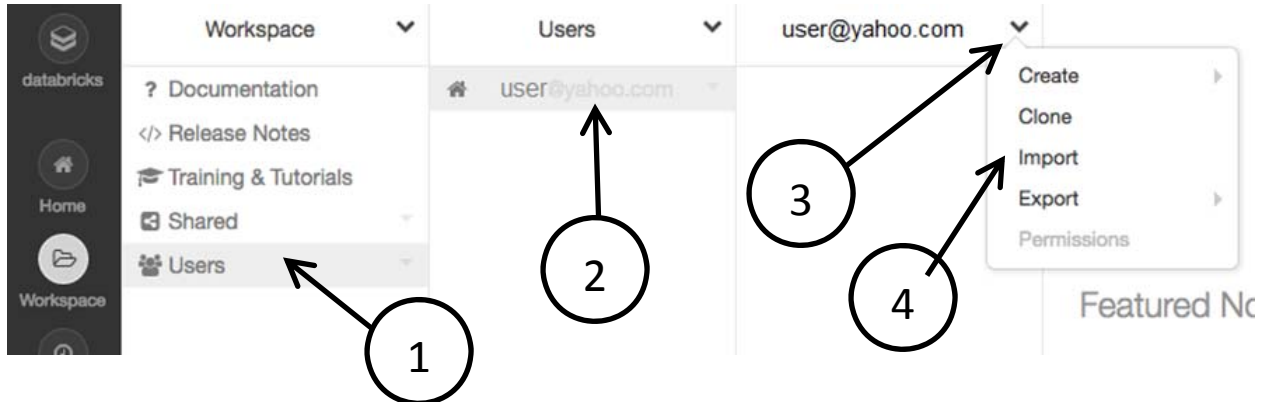 databricks
Home
Workspace
Workspace
? Documentation
</> Release Notes
Training & Tutorials
Shared
Users
1
Users
user@yahoo.com
2
user@yahoo.com
3
Create
Clone
Import
Export
Permissions
4
Featured No